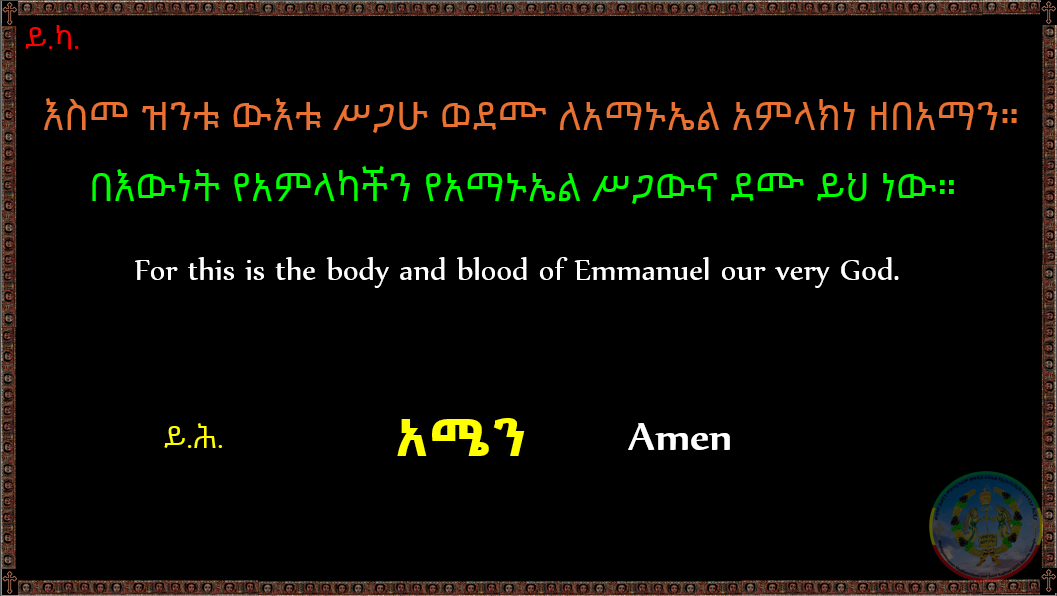 ይ.ካ.
እስመ ዝንቱ ውእቱ ሥጋሁ ወደሙ ለአማኑኤል አምላክነ ዘበአማን።
በእውነት የአምላካችን የአማኑኤል ሥጋውና ደሙ ይህ ነው።
For this is the body and blood of Emmanuel our very God.
ይ.ሕ. አሜን Amen